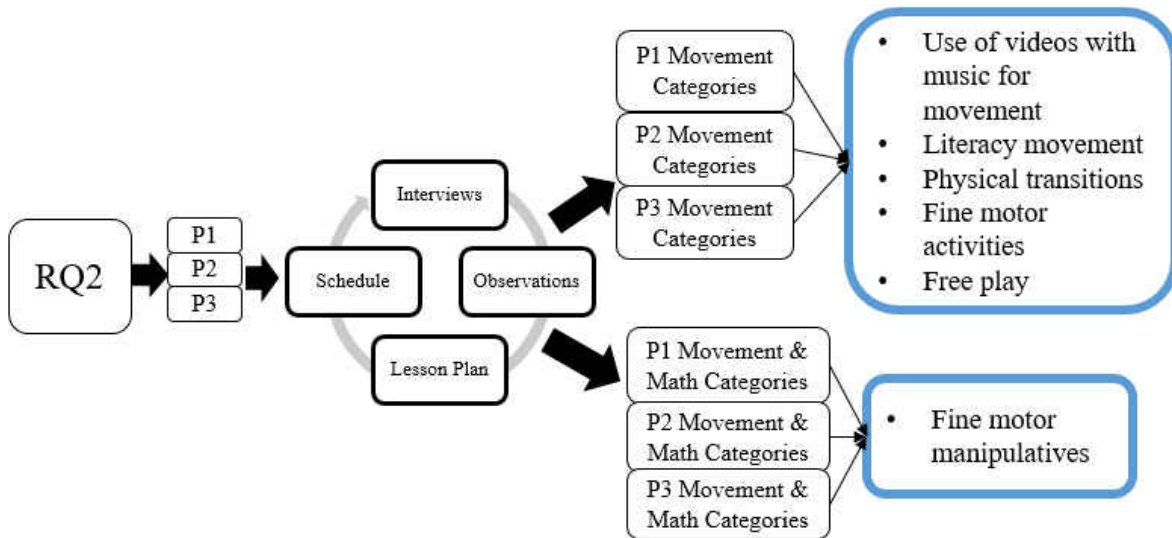 RQ2
P1
P2
P3
Interviews
Schedule
Observations
Lesson Plan
P1 Movement
Categories
P2 Movement
Categories
P3 Movement
Categories
• Use of videos with
music for
movement
• Literacy movement
• Physical transitions
• Fine motor
activities
• Free play
P1 Movement &
Math Categories
P2 Movement &
Math Categories
P3 Movement &
Math Categories
• Fine motor
manipulatives